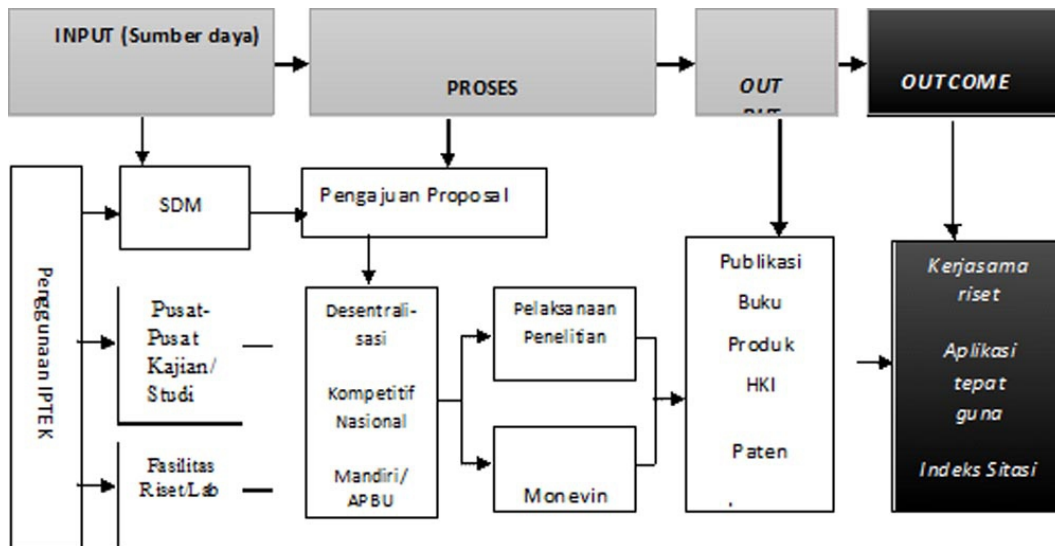 INPUT (Sumber daya)
PROSES
OUT
OUTCOME
SDM
Pengajuan Proposal
Penggunaan IPTEK
Pusat-
Pusat
Kajian/
Studi
Fasilitas
Riset/Lab
Desentrali-
sasi
Kompetitif
Nasional
Mandiri/
APBU
Pelaksanaan
Penelitian
Monevin
Publikasi
Buku
Produk
HKI
Paten
Kerjasama
riset
Aplikasi
tepat
guna
Indeks Sitasi